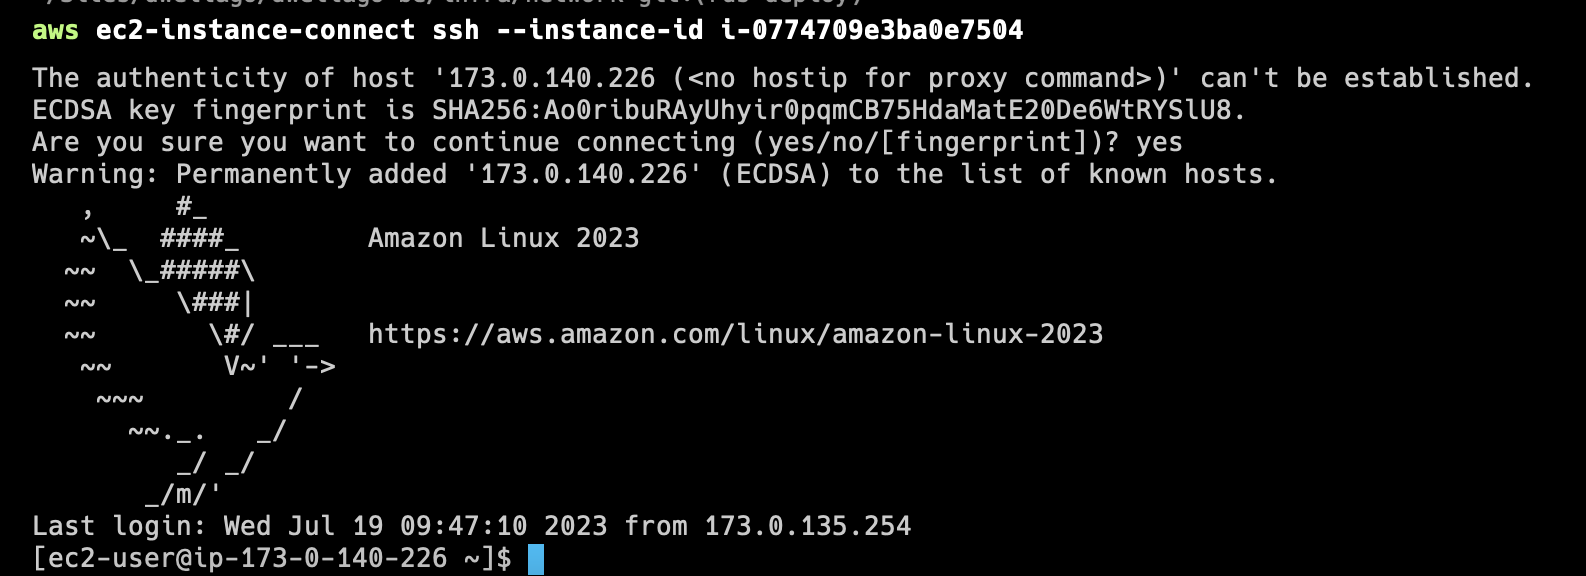 aws ec2-instance-connect ssh --instance-id i-0774709e3ba0e7504
The authenticity of host '173.0.140.226 (<no hostip for proxy command>)' can't be established.
ECDSA key fingerprint is SHA256:Ao0ribuRAyUhyir0pqmCB75HdaMatE20De6WtRYSlU8.
Are you sure you want to continue connecting (yes/no/[fingerprint])? yes
Warning: Permanently added '173.0.140.226' (ECDSA) to the list of known hosts.
   ,     #_
   ~\_  ####_        Amazon Linux 2023
  ~~  \_#####\
  ~~     \###|
  ~~       \#/ ___   https://aws.amazon.com/linux/amazon-linux-2023
   ~~       V~' '->
    ~~~         /
      ~~._.   _/
         _/ _/
       _/m/'
Last login: Wed Jul 19 09:47:10 2023 from 173.0.135.254
[ec2-user@ip-173-0-140-226 ~]$